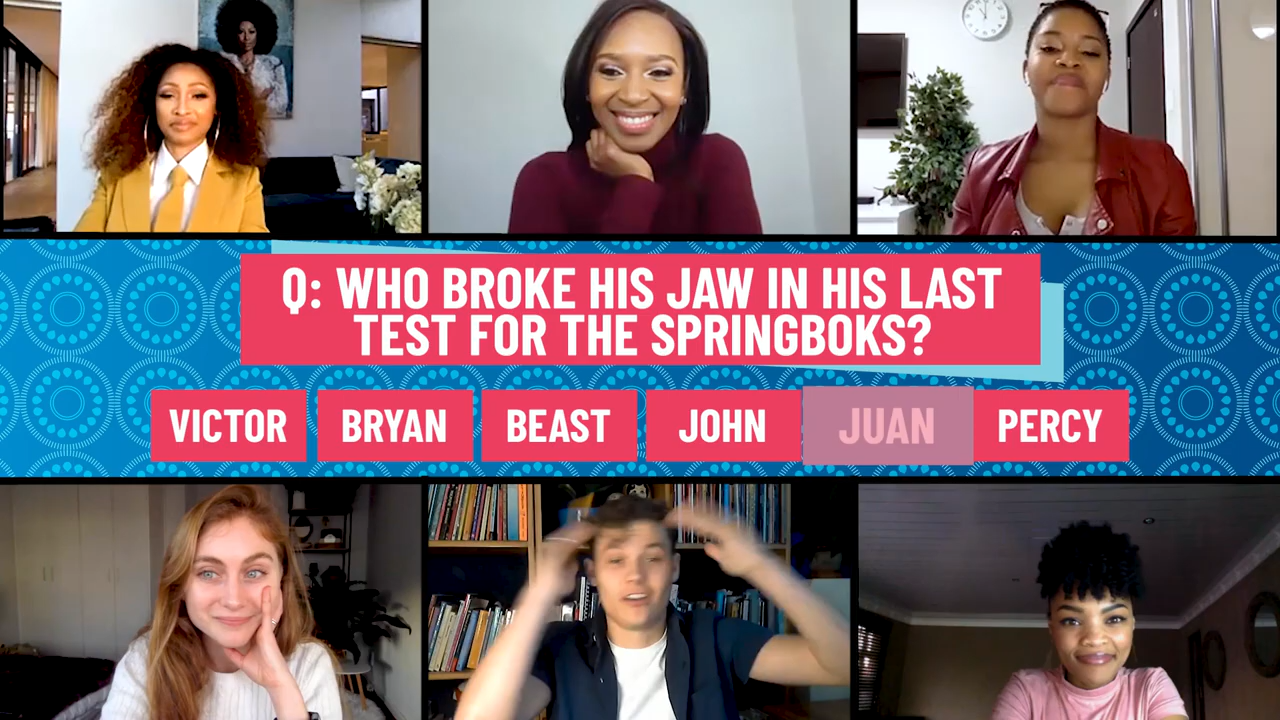 Q: WHO BROKE HIS JAW IN HIS LAST
TEST FOR THE SPRINGBOKS?
VICTOR BRYAN BEAST JOHN JUAN PERCY